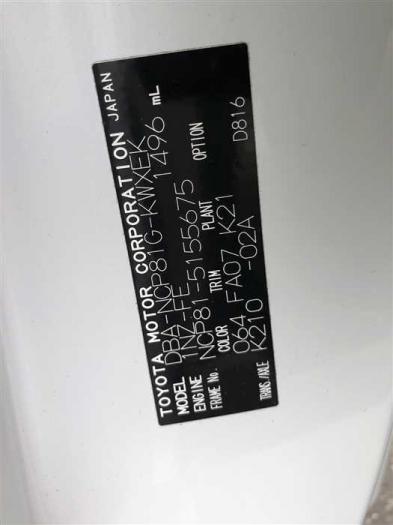 TOYOTA MOTOR CORPORATION JAPAN
MODEL DBA-NCP81G-KWXEK
ENGINE 1NZ-FE 1496 mL
FRAME No. NCP81-5155675
COLOR TRIM PLANT OPTION
064 FA07 K21
TRANS./AXLE K210 -02A D816